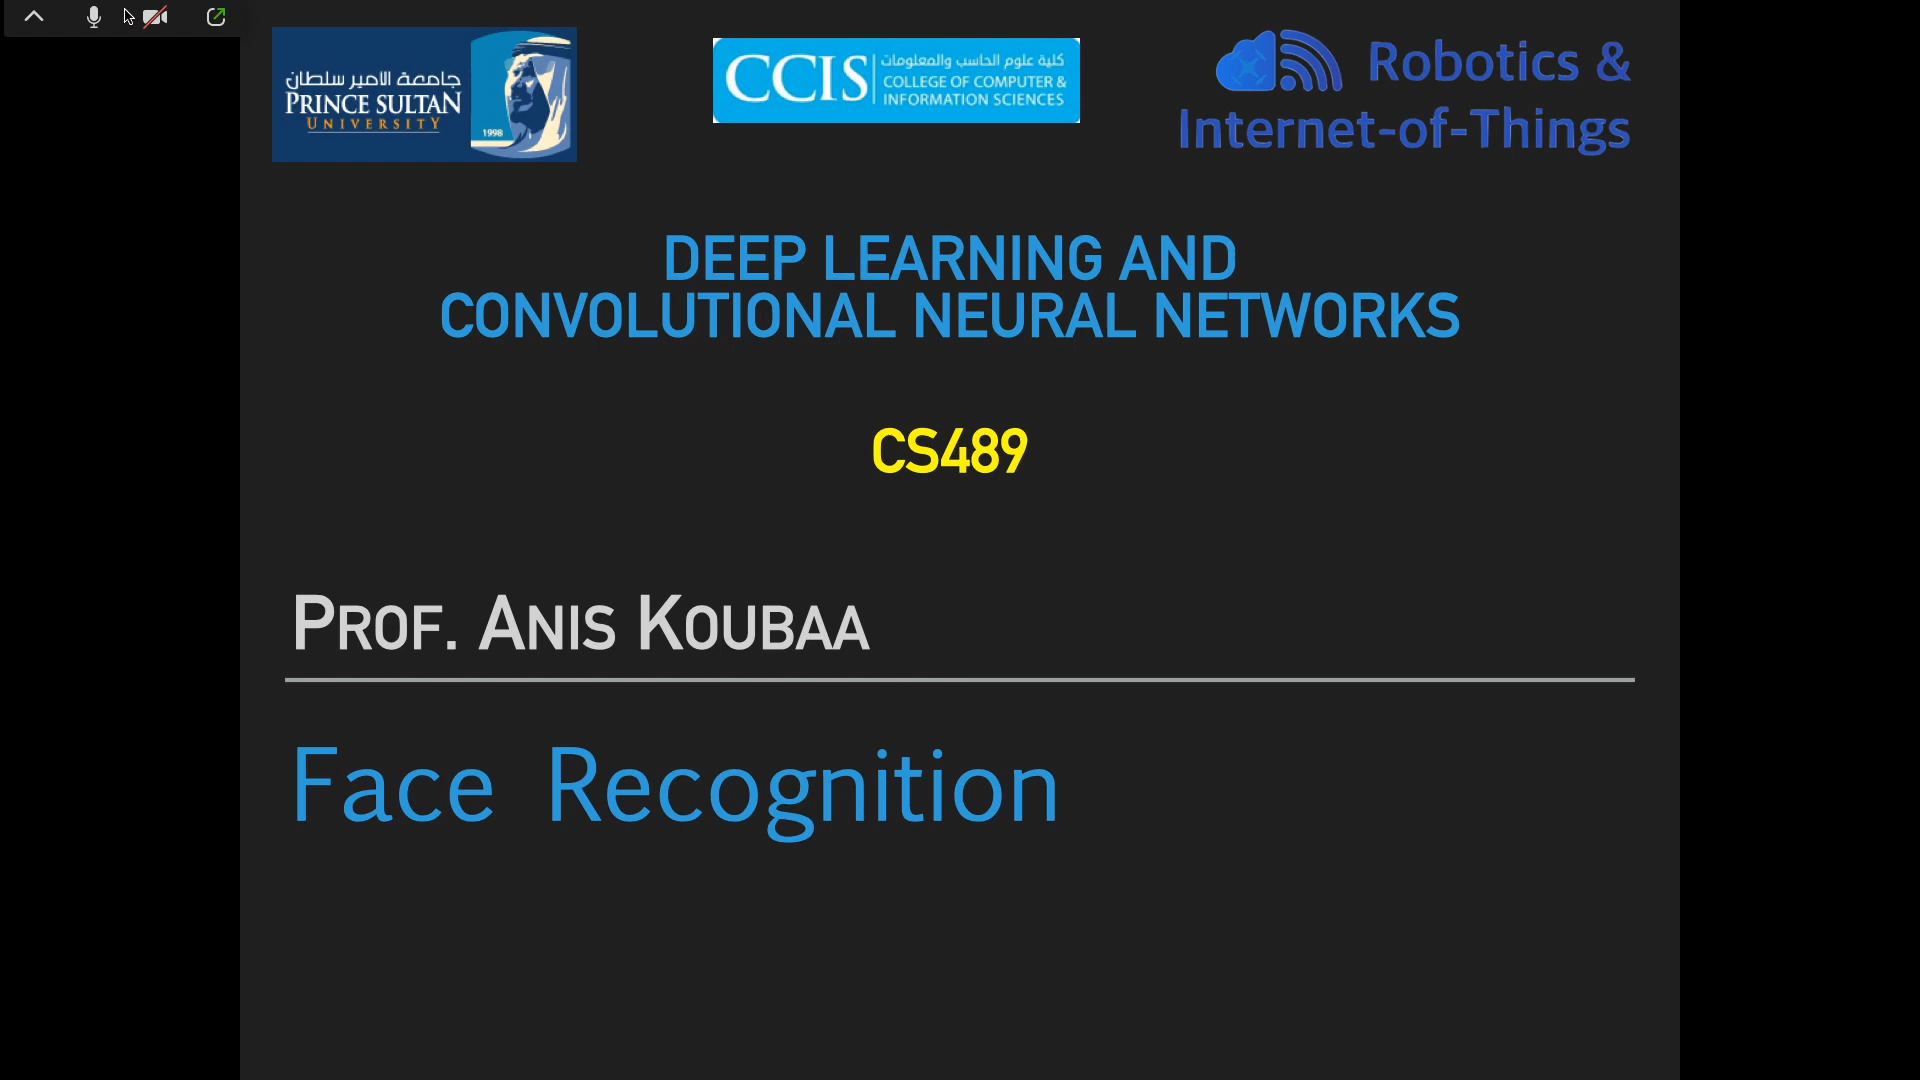 جامعة الامير سلطان
PRINCE SULTAN
UNIVERSITY
1998
CCIS
كلية علوم الحاسب والمعلومات
COLLEGE OF COMPUTER &
INFORMATION SCIENCES
Robotics &
Internet-of-Things
DEEP LEARNING AND
CONVOLUTIONAL NEURAL NETWORKS
CS489
PROF. ANIS KOUBAA
Face Recognition